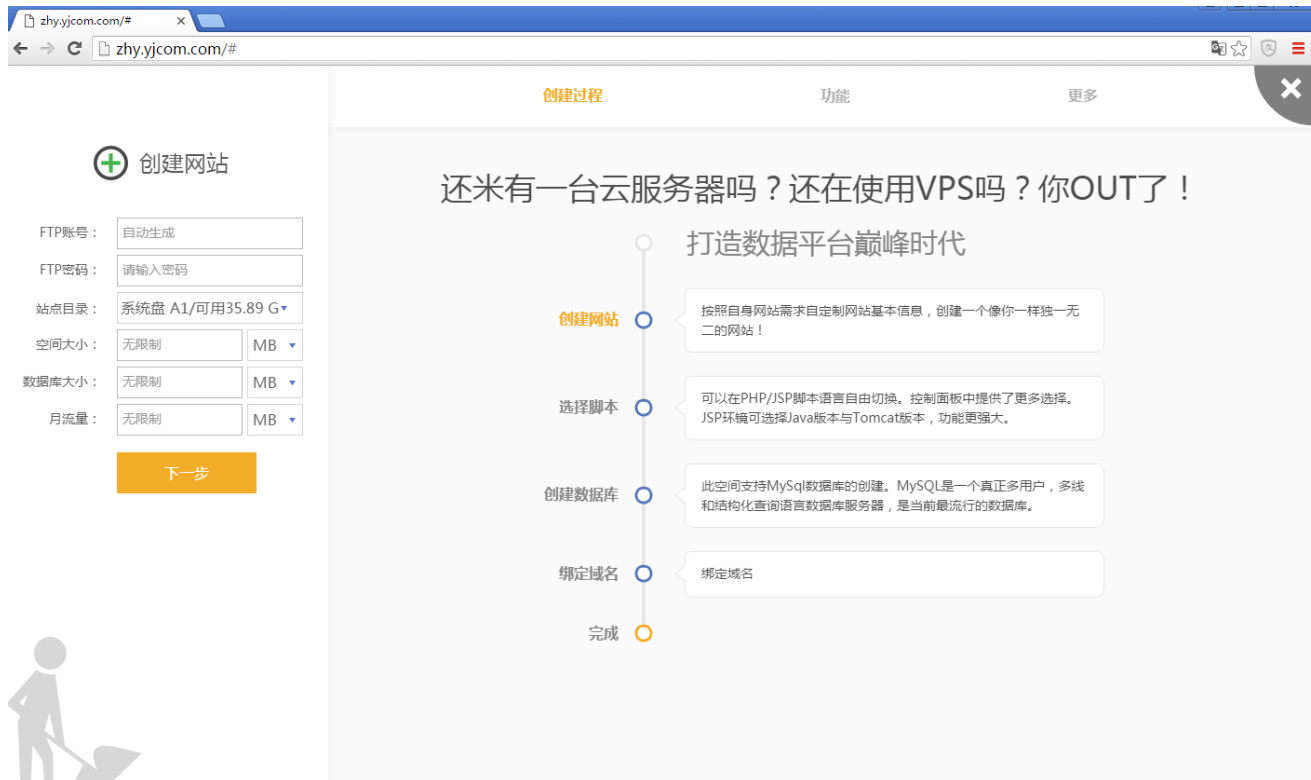 zhy.yjcom.com/#
zhy.yjcom.com/#
创建过程
功能
更多
创建网站
FTP账号：
自动生成
FTP密码：
请输入密码
站点目录：
系统盘 A1/可用35.89 G
空间大小：
无限制
MB
数据库大小：
无限制
MB
月流量：
无限制
MB
下一步
还米有一台云服务器吗？还在使用VPS吗？你OUT了！
打造数据平台巅峰时代
创建网站
按照自身网站需求自定制网站基本信息，创建一个像你一样独一无
二的网站！
选择脚本
可以在PHP/JSP脚本语言自由切换。控制面板中提供了更多选择。
JSP环镜可选择Java版本与Tomcat版本，功能更强大。
创建数据库
此空间支持MySql数据库的创建。MySQL是一个真正多用户，多线
和结构化查询语言数据库服务器，是当前最流行的数据库。
绑定域名
绑定域名
完成